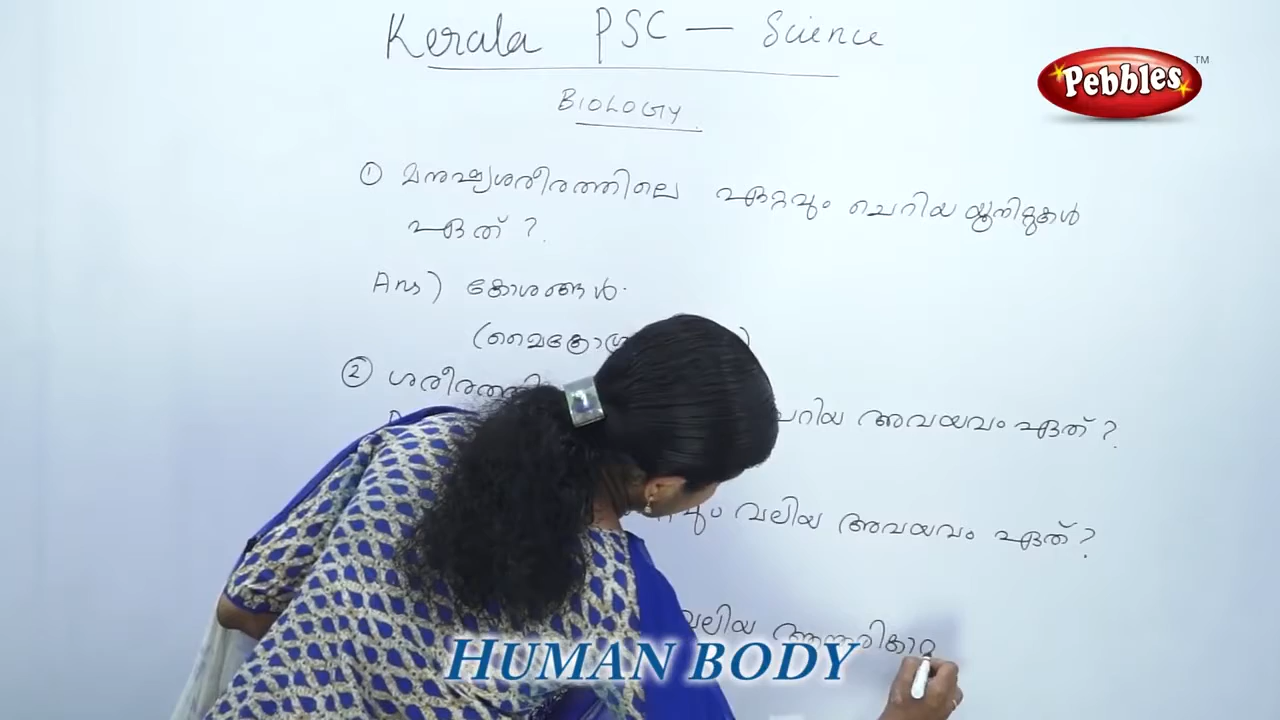 Kerala PSC — Science
Pebbles TM
BIOLOGY
① മനുഷ്യശരീരത്തിലെ ഏറ്റവും ചെറിയ യൂനിറ്റുകൾ
ഏത് ?
Ans) കോശങ്ങൾ.
② ശരീരത്തി
അവയവം ഏത് ?
വലിയ അവയവം ഏത് ?
വലിയ
HUMAN BODY